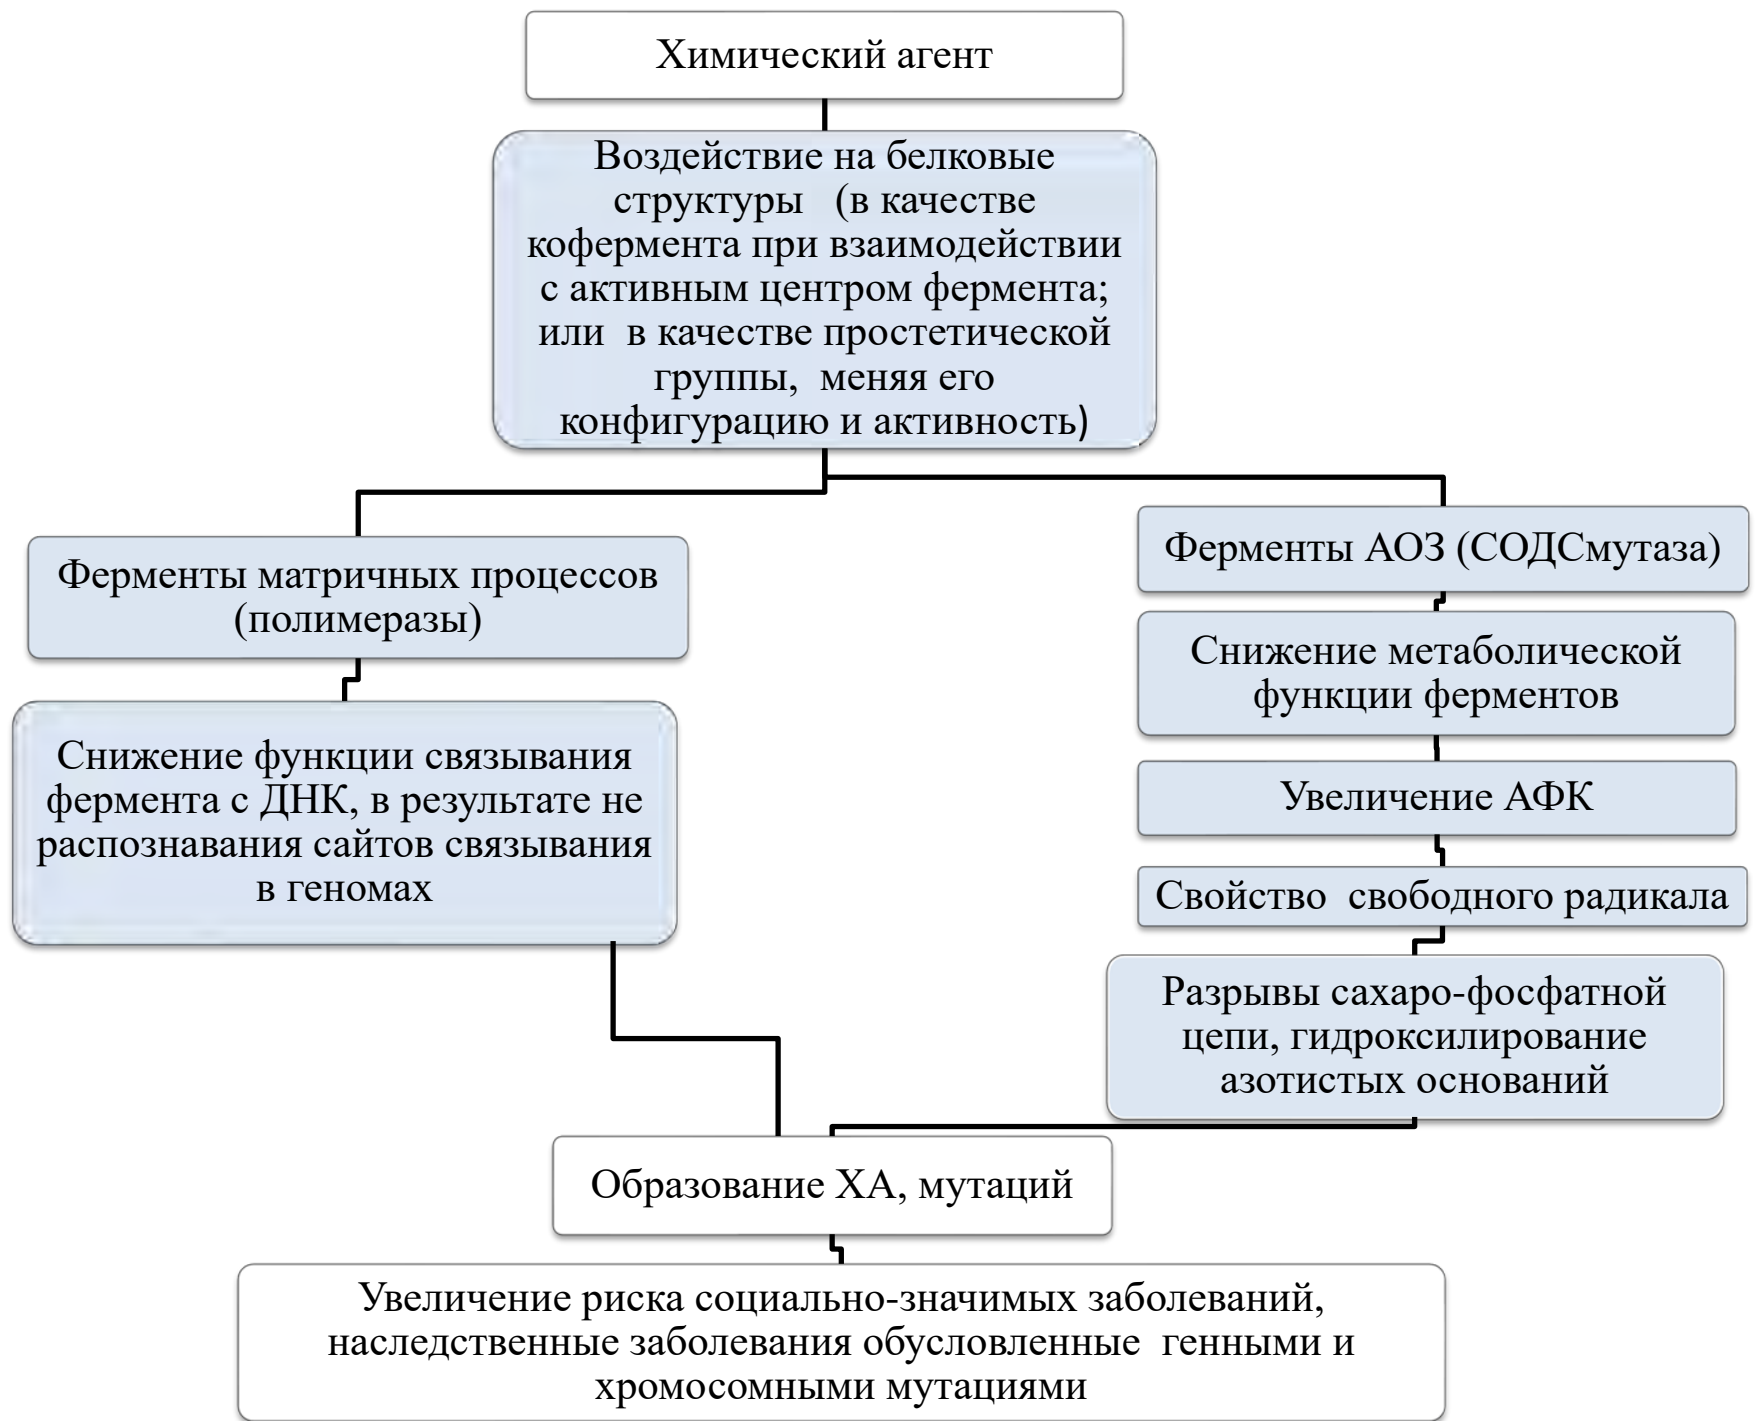 Химический агент
Воздействие на белковые
структуры (в качестве
кофермента при взаимодействии
с активным центром фермента;
или в качестве простетической
группы, меняя его
конфигурацию и активность)
Ферменты матричных процессов
(полимеразы)
Снижение функции связывания
фермента с ДНК, в результате не
распознавания сайтов связывания
в геномах
Ферменты АОЗ (СОДСмутаза)
Снижение метаболической
функции ферментов
Увеличение АФК
Свойство свободного радикала
Разрывы сахаро-фосфатной
цепи, гидроксилирование
азотистых оснований
Образование ХА, мутаций
Увеличение риска социально-значимых заболеваний,
наследственные заболевания обусловленные генными и
хромосомными мутациями